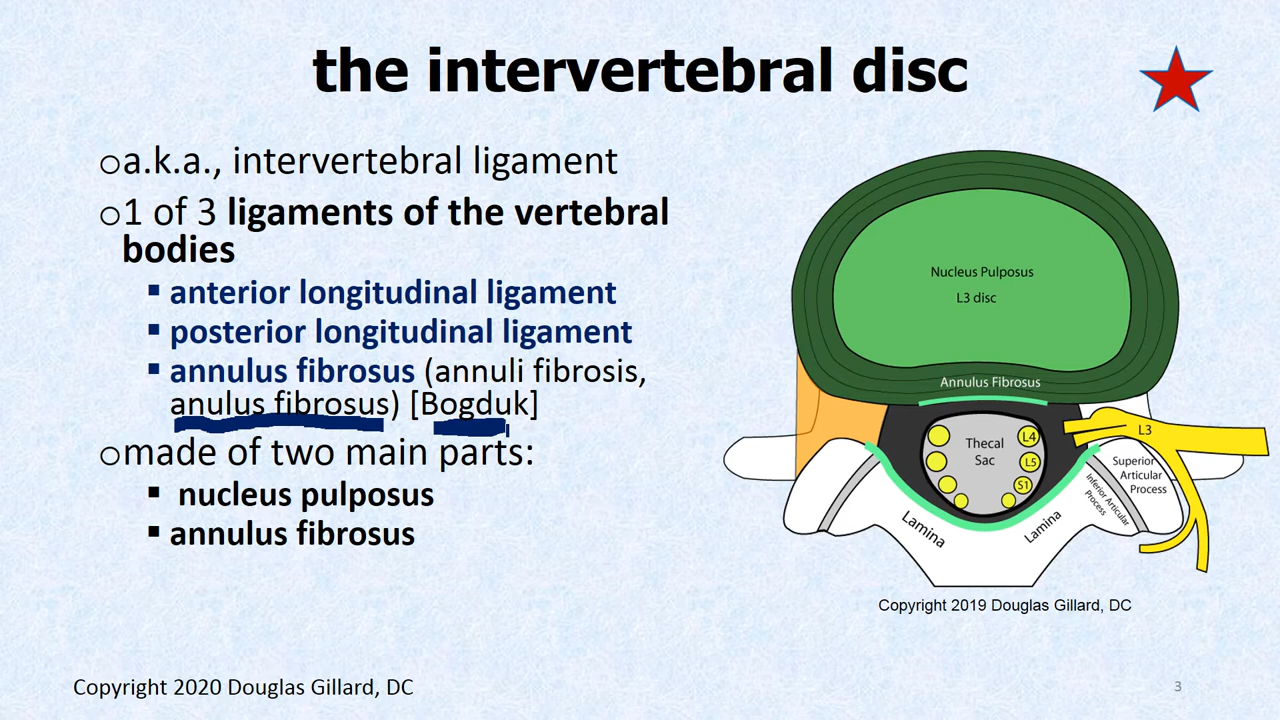 the intervertebral disc
oa.k.a., intervertebral ligament
o1 of 3 ligaments of the vertebral
bodies
▪ anterior longitudinal ligament
▪ posterior longitudinal ligament
▪ annulus fibrosus (annuli fibrosis,
anulus fibrosus) [Bogduk]
omade of two main parts:
▪ nucleus pulposus
▪ annulus fibrosus
Nucleus Pulposus
L3 disc
Annulus Fibrosus
Thecal
Sac
L4
L5
S1
L3
Superior
Articular
Process
Inferior Articular
Process
Lamina
Lamina
Copyright 2019 Douglas Gillard, DC
Copyright 2020 Douglas Gillard, DC
3